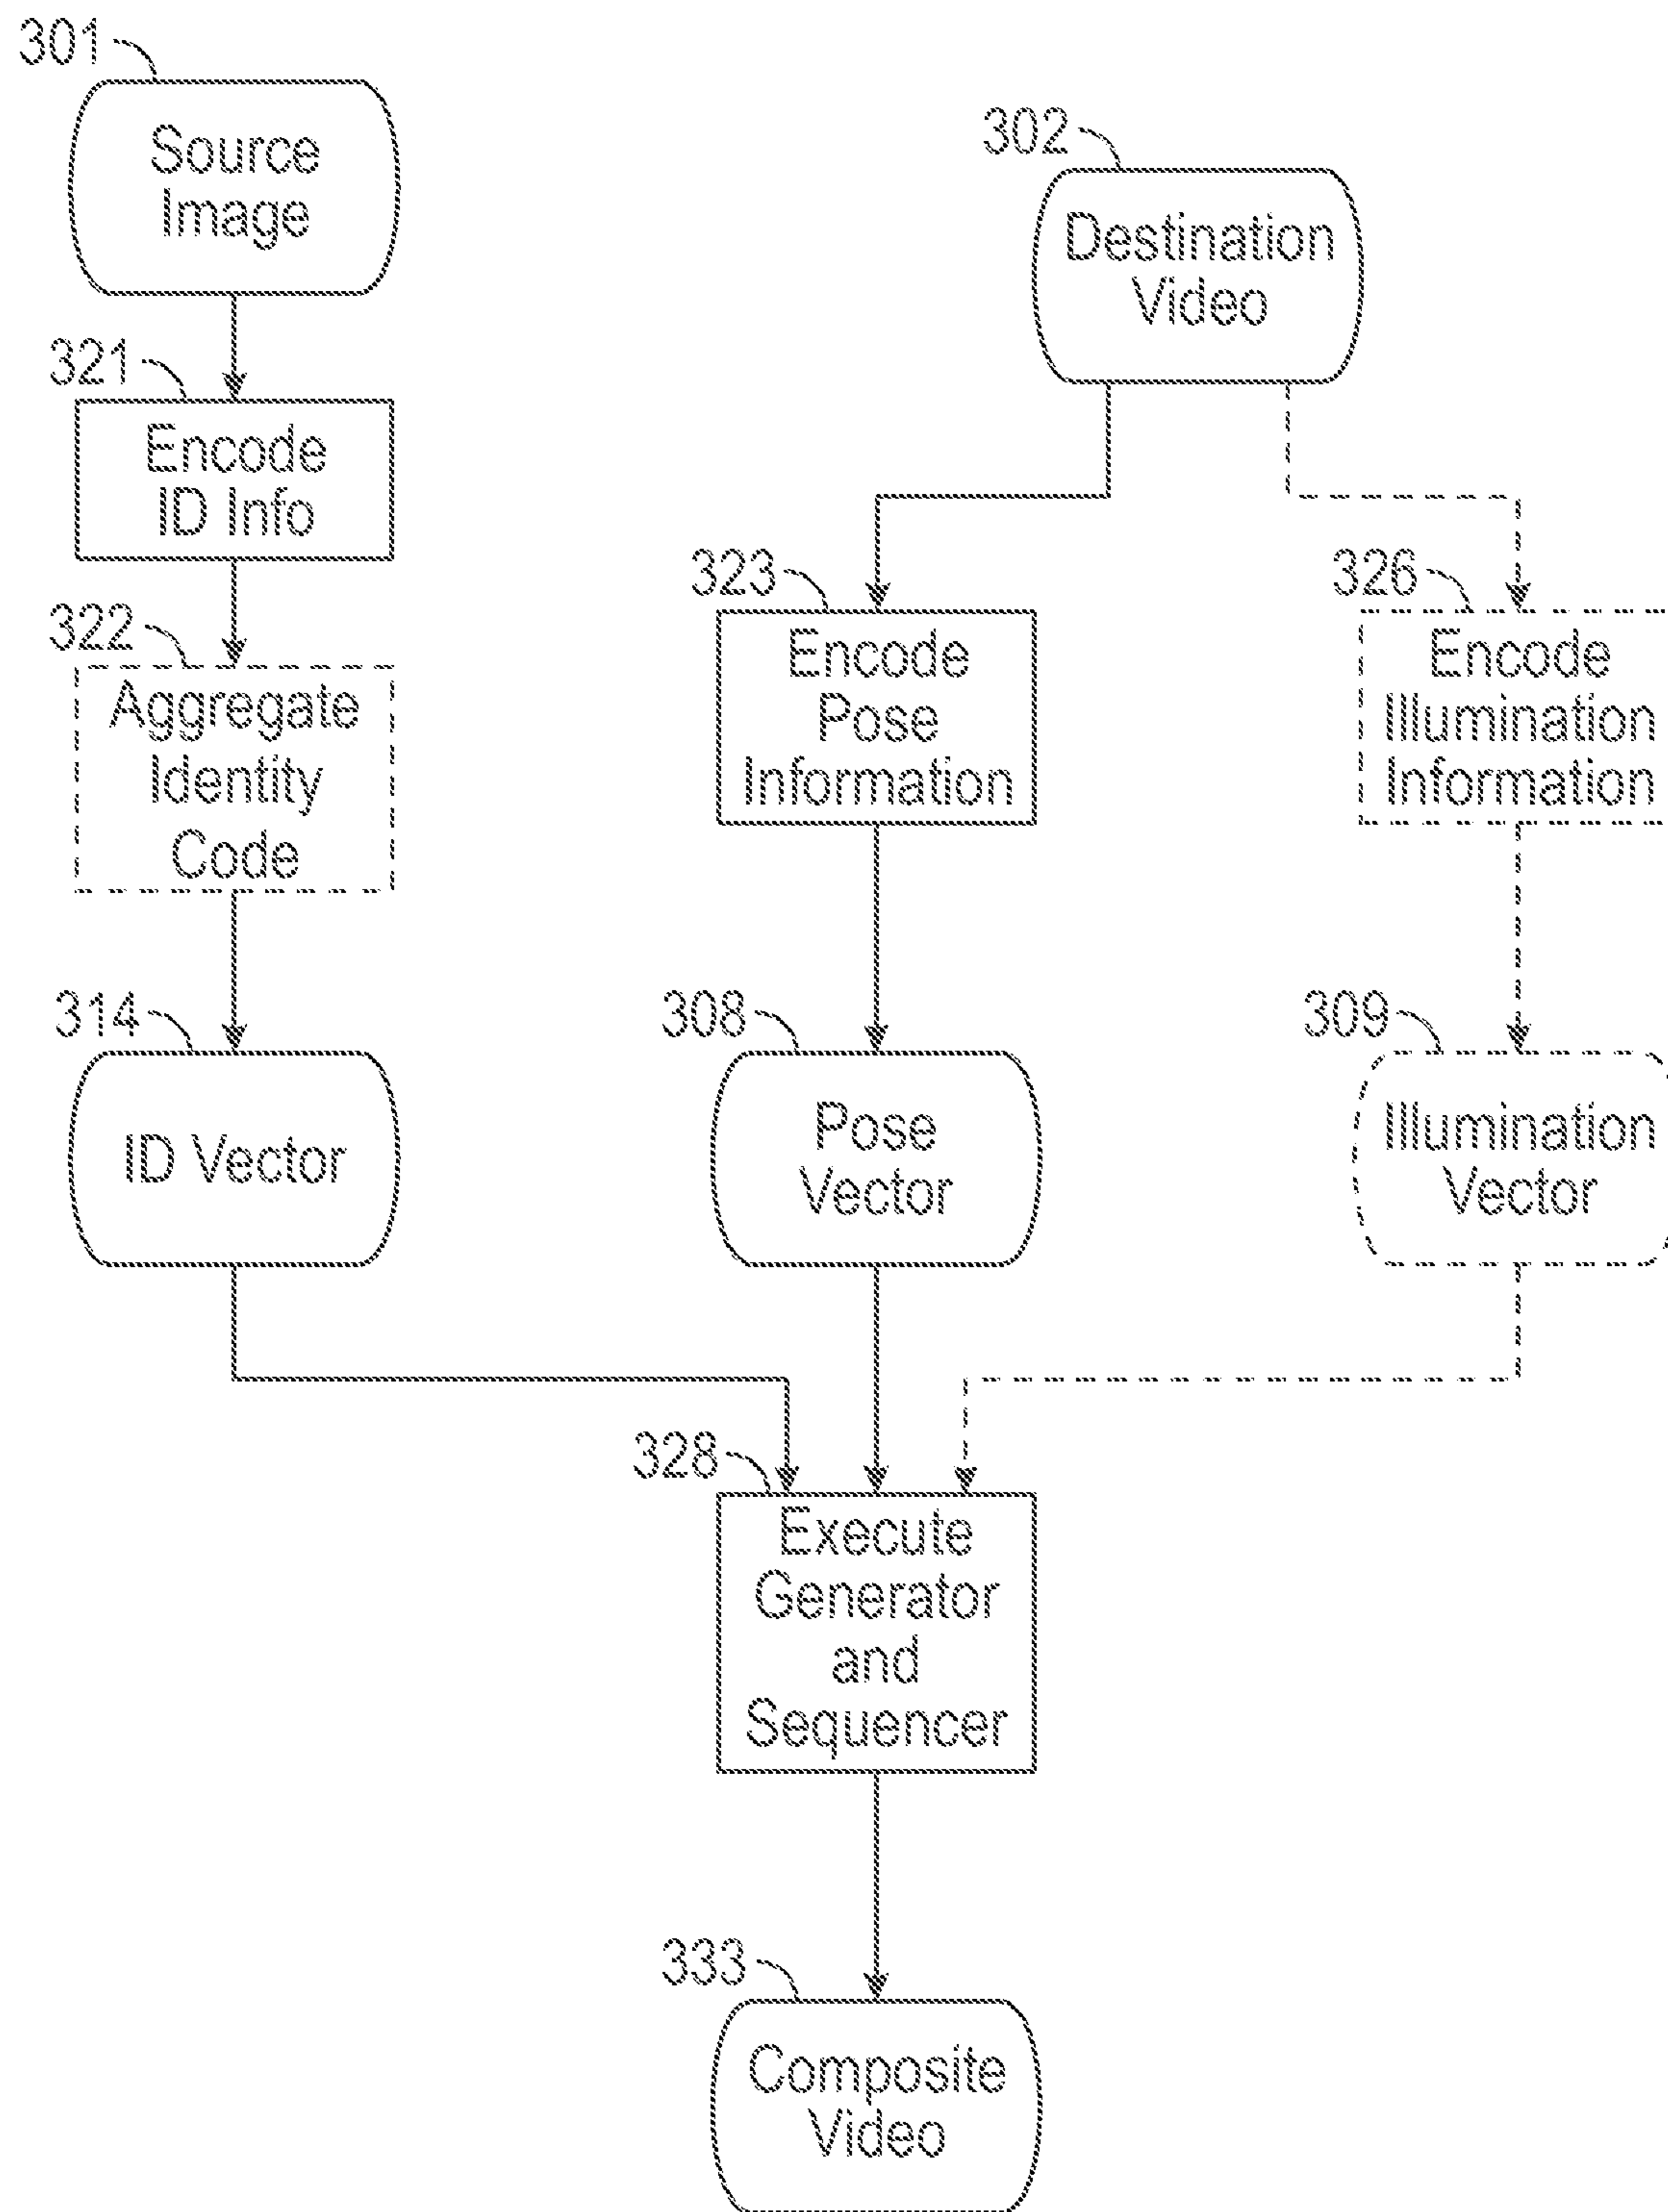 301
Source
Image
302
Destination
Video
321
Encode
ID Info
322
Aggregate
Identity
Code
323
Encode
Pose
Information
326
Encode
Illumination
Information
314
ID Vector
308
Pose
Vector
309
Illumination
Vector
328
Execute
Generator
and
Sequencer
333
Composite
Video